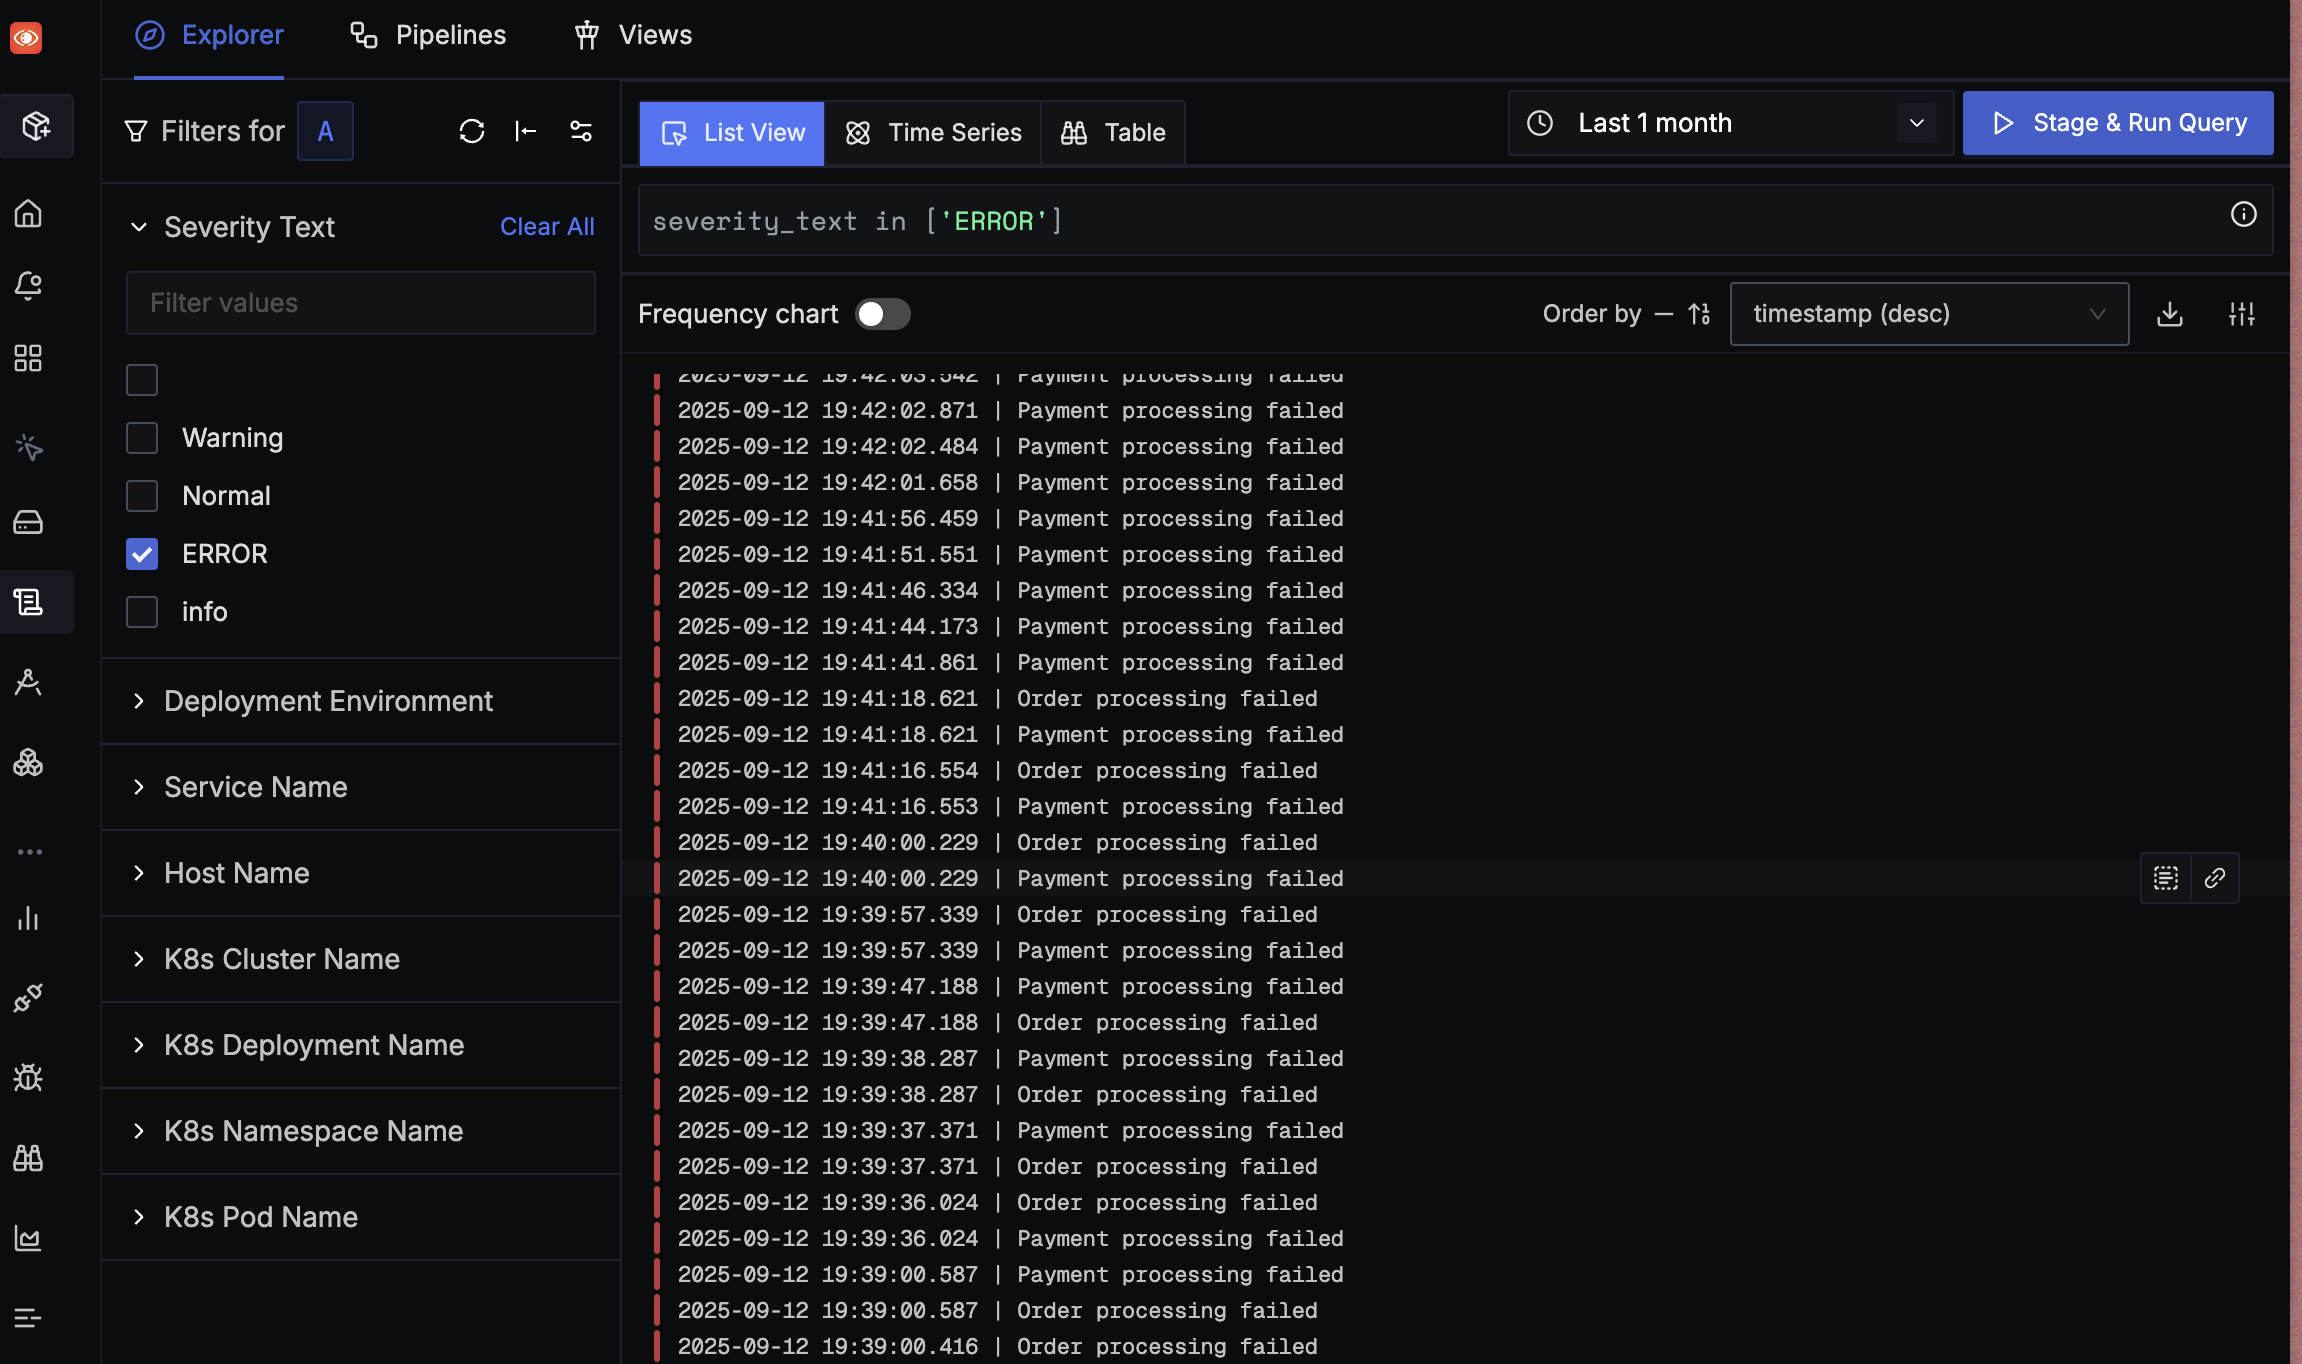 Explorer
Pipelines
Views
Filters for A
Severity Text
Clear All
Filter values
Warning
Normal
ERROR
info
Deployment Environment
Service Name
Host Name
K8s Cluster Name
K8s Deployment Name
K8s Namespace Name
K8s Pod Name
List View
Time Series
Table
Last 1 month
Stage & Run Query
severity_text in ['ERROR']
Frequency chart
Order by
timestamp (desc)
2025-09-12 19:42:03.542 | Payment processing failed
2025-09-12 19:42:02.871 | Payment processing failed
2025-09-12 19:42:02.484 | Payment processing failed
2025-09-12 19:42:01.658 | Payment processing failed
2025-09-12 19:41:56.459 | Payment processing failed
2025-09-12 19:41:51.551 | Payment processing failed
2025-09-12 19:41:46.334 | Payment processing failed
2025-09-12 19:41:44.173 | Payment processing failed
2025-09-12 19:41:41.861 | Payment processing failed
2025-09-12 19:41:18.621 | Order processing failed
2025-09-12 19:41:18.621 | Payment processing failed
2025-09-12 19:41:16.554 | Order processing failed
2025-09-12 19:41:16.553 | Payment processing failed
2025-09-12 19:40:00.229 | Order processing failed
2025-09-12 19:40:00.229 | Payment processing failed
2025-09-12 19:39:57.339 | Order processing failed
2025-09-12 19:39:57.339 | Payment processing failed
2025-09-12 19:39:47.188 | Payment processing failed
2025-09-12 19:39:47.188 | Order processing failed
2025-09-12 19:39:38.287 | Payment processing failed
2025-09-12 19:39:38.287 | Order processing failed
2025-09-12 19:39:37.371 | Payment processing failed
2025-09-12 19:39:37.371 | Order processing failed
2025-09-12 19:39:36.024 | Order processing failed
2025-09-12 19:39:36.024 | Payment processing failed
2025-09-12 19:39:00.587 | Payment processing failed
2025-09-12 19:39:00.587 | Order processing failed
2025-09-12 19:39:00.416 | Order processing failed